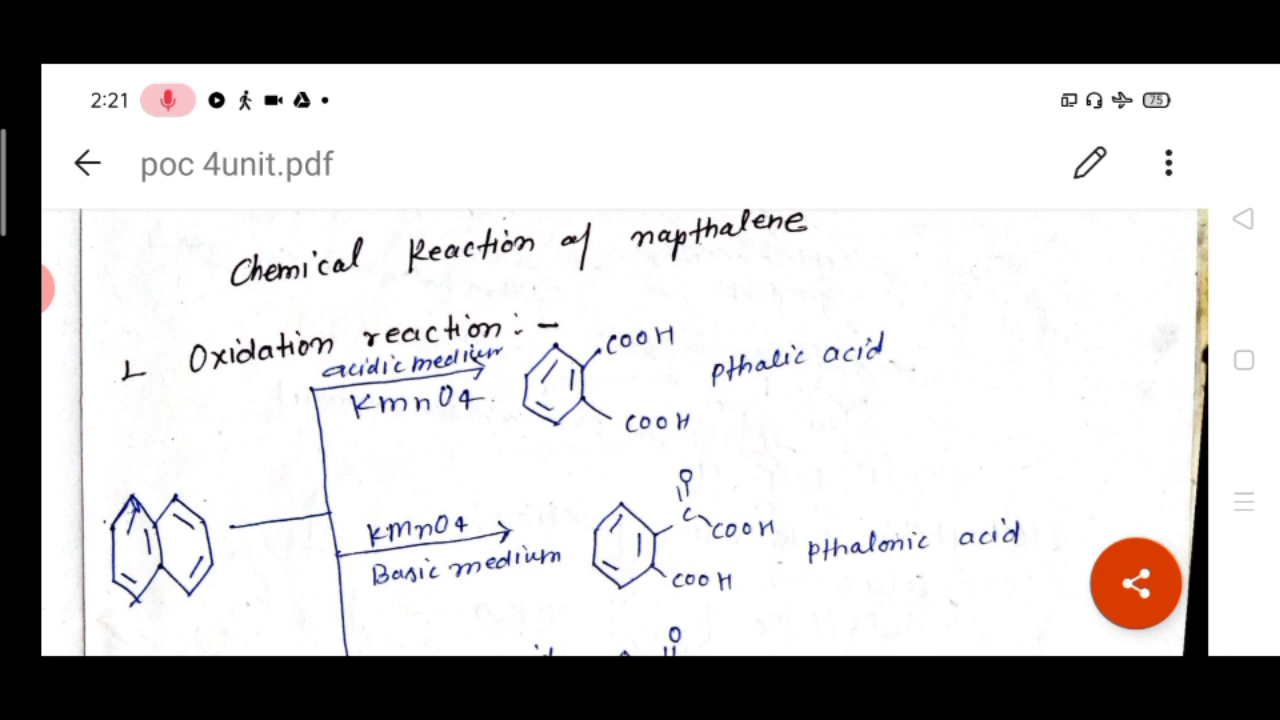 2:21
75
poc 4unit.pdf
Chemical Reaction of napthalene
1 Oxidation reaction: -
acidic medium
KmnO4.
COOH
COOH
pthalic acid
KMnO4
Basic medium
O
C
COOH
COOH
pthalonic acid
O